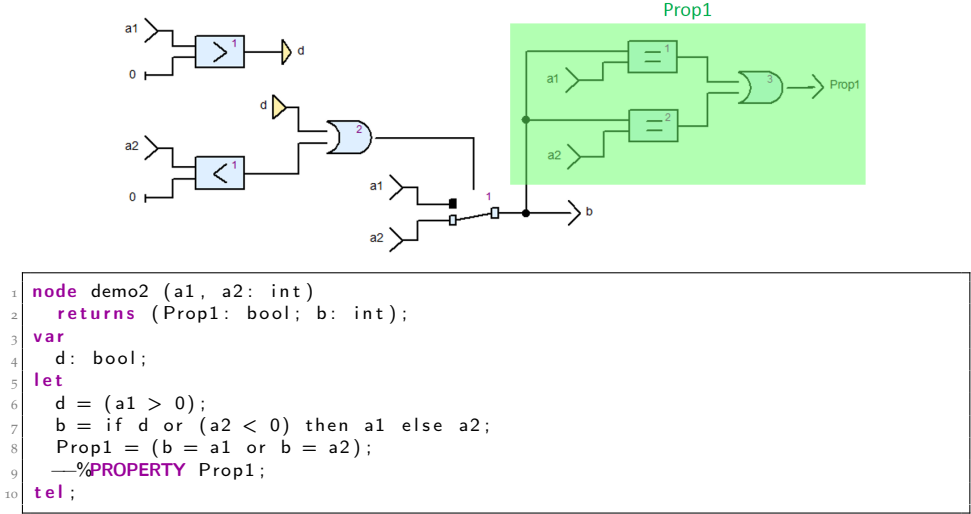 Prop1
a1
1
>
d
0
1
=
a1
3
Prop1
d
2
a2
1
<
2
=
a2
0
a1
1
b
a2
1 node demo2 (a1, a2: int)
2 returns (Prop1: bool; b: int);
3 var
4 d: bool;
5 let
6 d = (a1 > 0);
7 b = if d or (a2 < 0) then a1 else a2;
8 Prop1 = (b = a1 or b = a2);
9 --%PROPERTY Prop1;
10 tel;